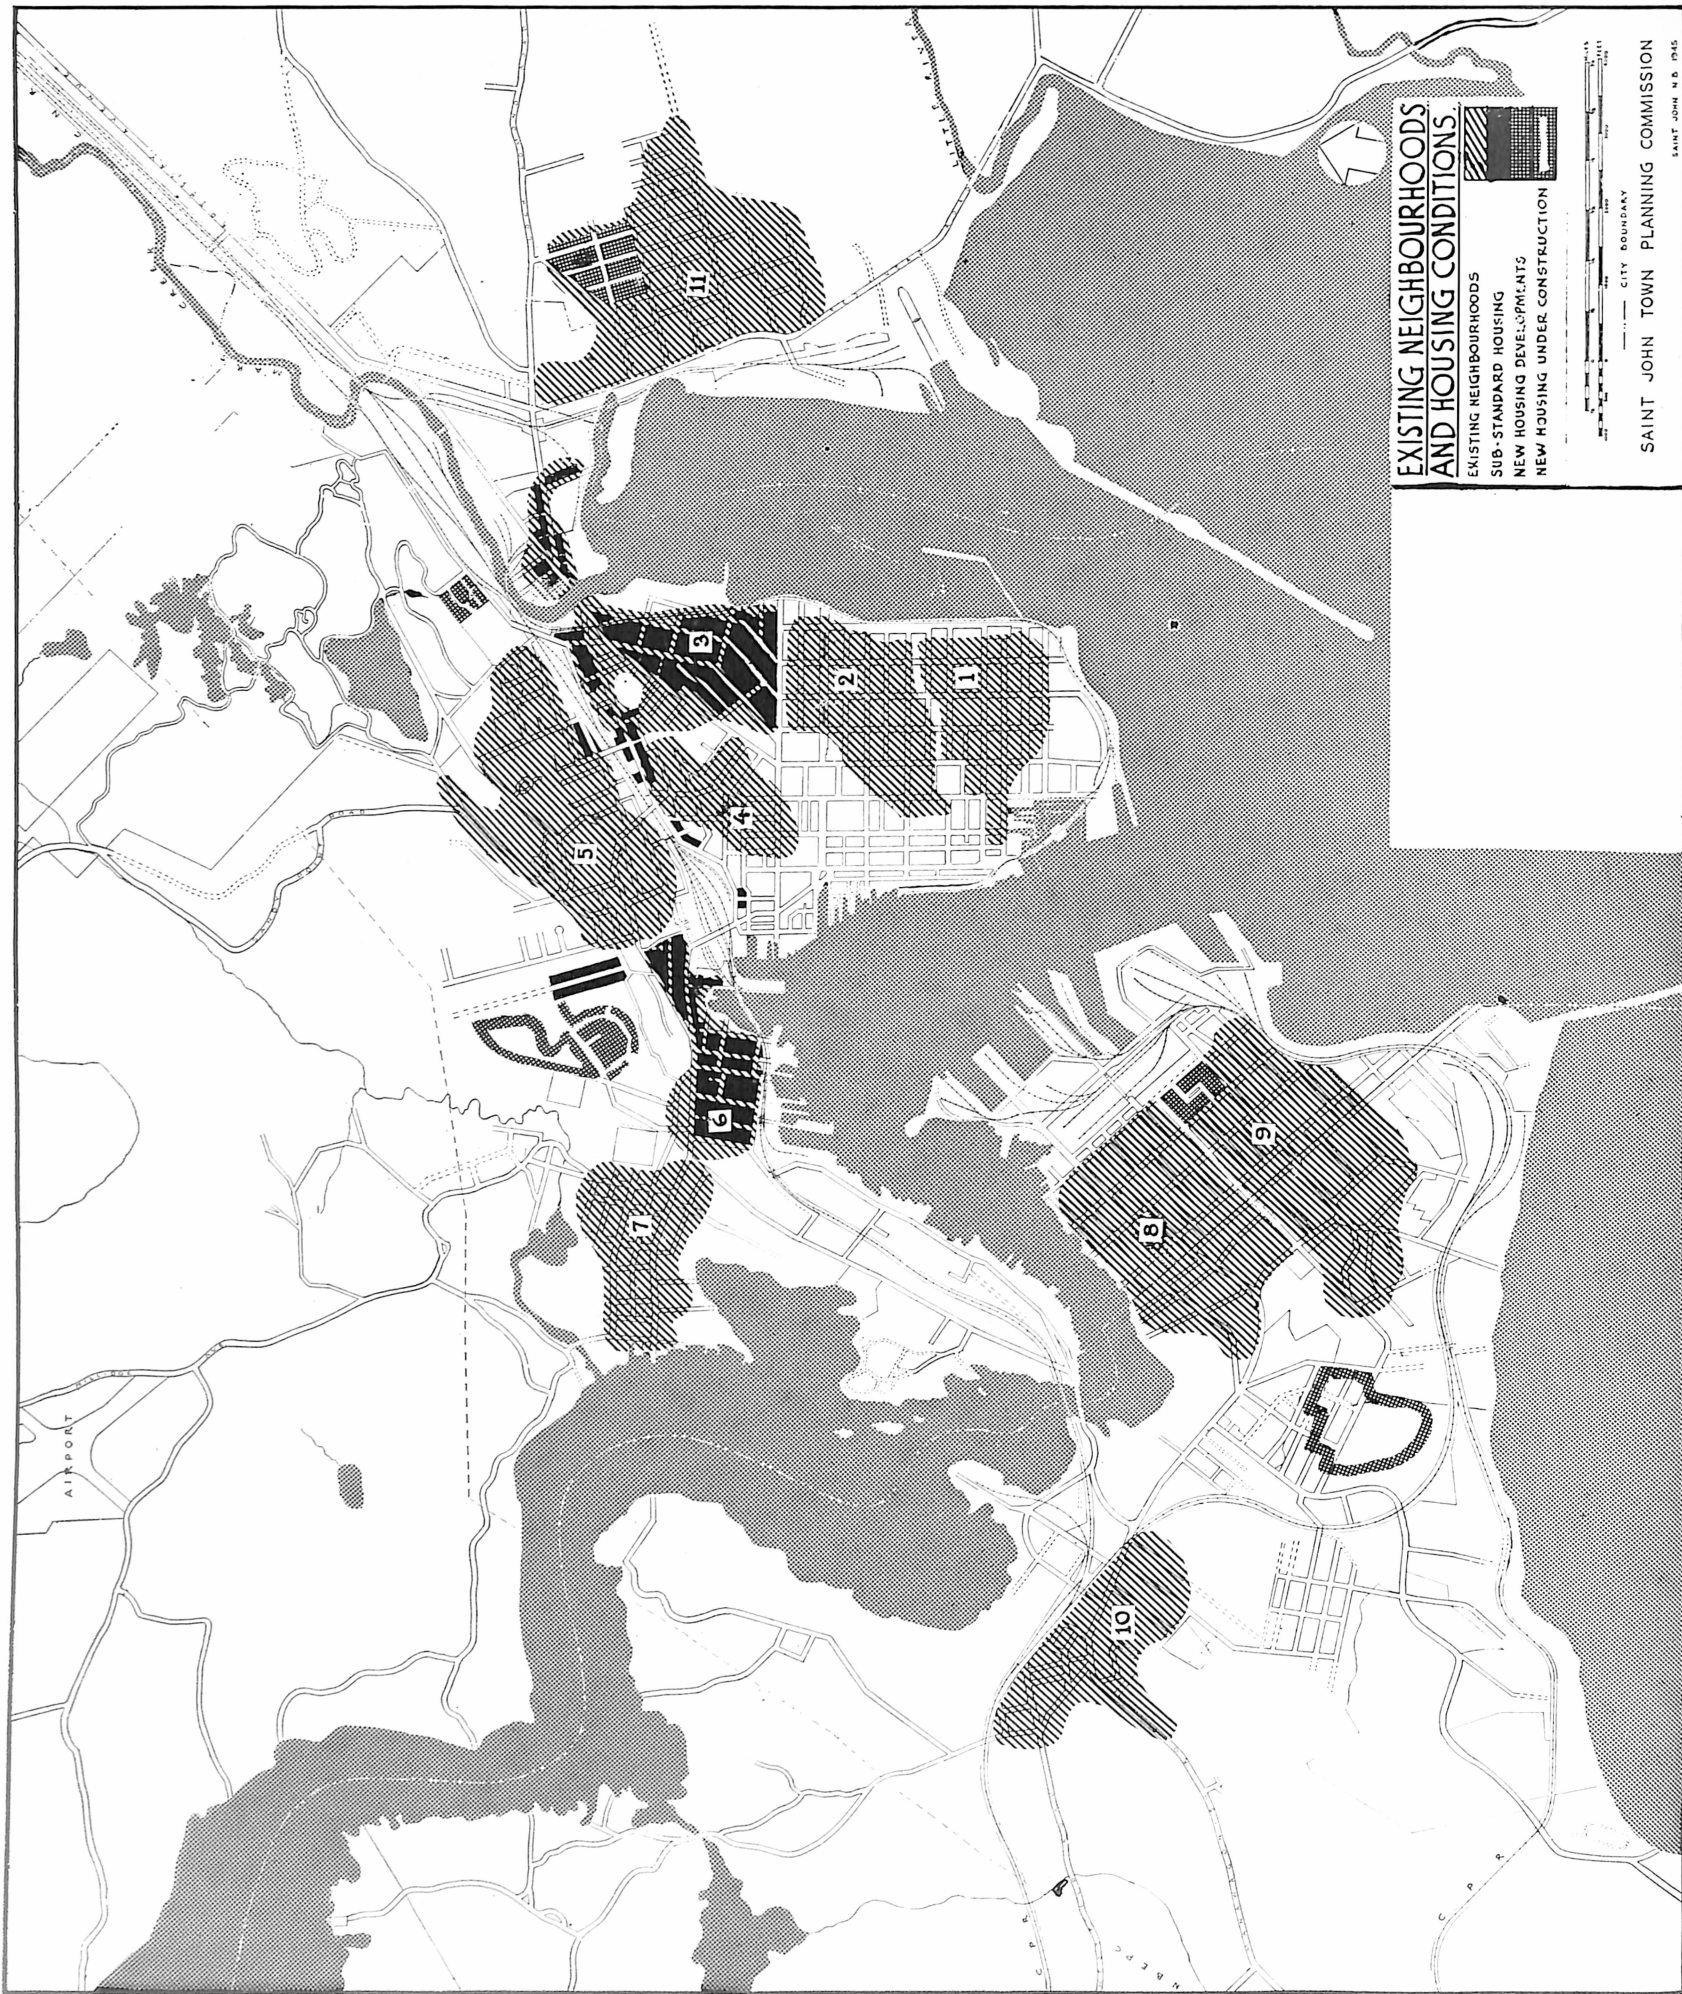 EXISTING NEIGHBOURHOODS
AND HOUSING CONDITIONS.
EXISTING NEIGHBOURHOODS
SUB-STANDARD HOUSING
NEW HOUSING DEVELOPMENTS
NEW HOUSING UNDER CONSTRUCTION
CITY BOUNDARY
SAINT JOHN TOWN PLANNING COMMISSION
SAINT JOHN N.B. 1945
LITTLE RIVER
CREEK
AIRPORT
ROAD
11
3
2
1
4
5
6
7
8
9
10
C P R
N B E P C
C P R